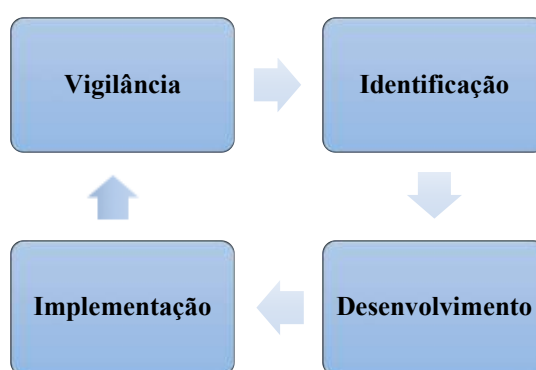 Vigilância
Identificação
Implementação
Desenvolvimento